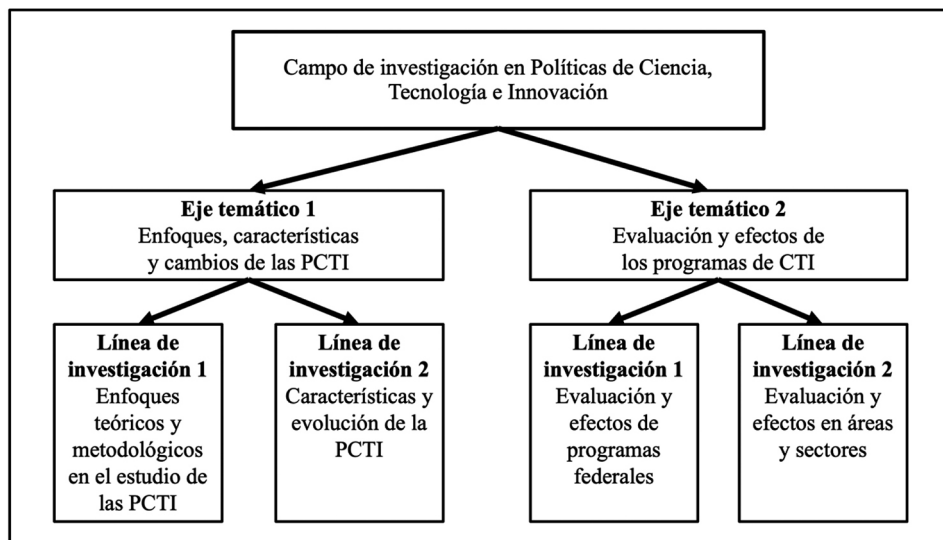 Campo de investigación en Políticas de Ciencia,
Tecnología e Innovación
Eje temático 1
Enfoques, características
y cambios de las PCTI
Eje temático 2
Evaluación y efectos de
los programas de CTI
Línea de
investigación 1
Enfoques
teóricos y
metodológicos
en el estudio de
las PCTI
Línea de
investigación 2
Características y
evolución de la
PCTI
Línea de
investigación 1
Evaluación y
efectos de
programas
federales
Línea de
investigación 2
Evaluación y
efectos en áreas
y sectores